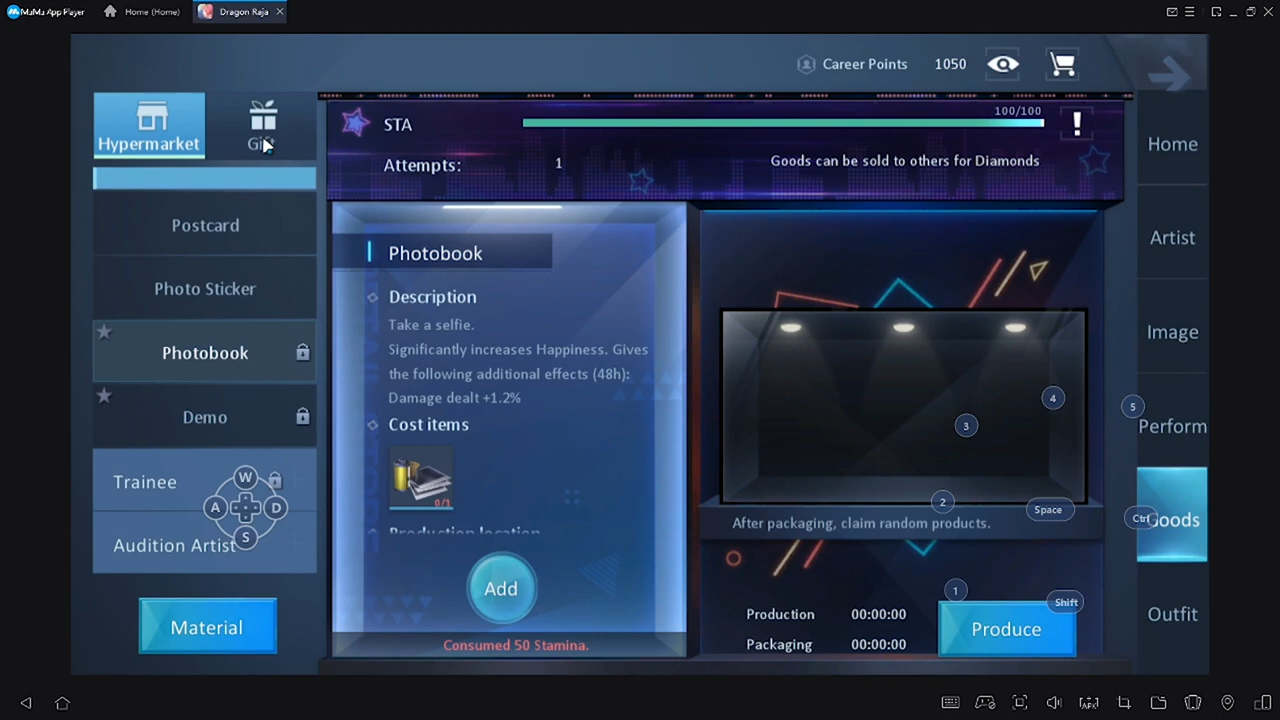 MuMu App Player
Home (Home)
Dragon Raja
Career Points 1050
Hypermarket
STA
100/100
!
Attempts: 1
Goods can be sold to others for Diamonds
Postcard
Photo Sticker
Photobook
Demo
Trainee
Audition Artist
W
A
D
S
Material
Photobook
Description
Take a selfie.
Significantly increases Happiness. Gives
the following additional effects (48h):
Damage dealt +1.2%
Cost items
0/1
Production location
Add
Consumed 50 Stamina.
4
3
2
Space
After packaging, claim random products.
1
Shift
Production 00:00:00
Packaging 00:00:00
Produce
Home
Artist
Image
5
Perform
Ctrl
Goods
Outfit
APK